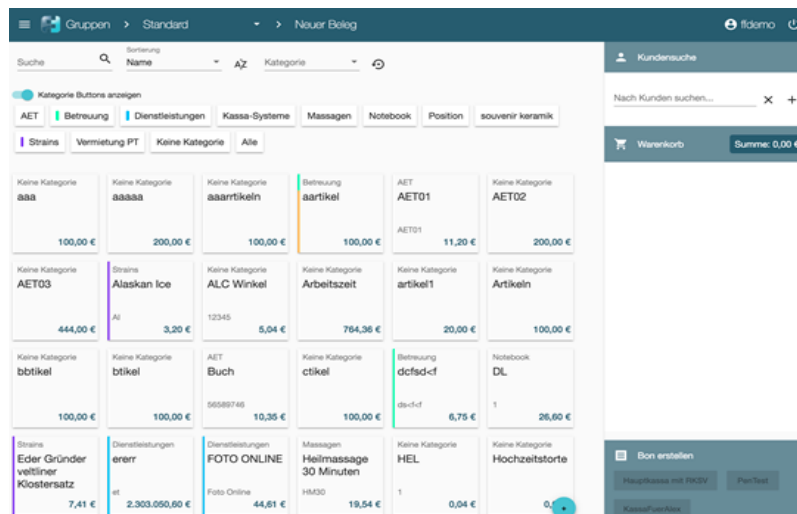 Gruppen > Standard > Neuer Beleg ffdemo
Suche Sortierung Name AZ Kategorie
Kategorie Buttons anzeigen
AET Betreuung Dienstleistungen Kassa-Systeme Massagen Notebook Position souvenir keramik
Strains Vermietung PT Keine Kategorie Alle
Keine Kategorie Keine Kategorie Keine Kategorie Betreuung AET Keine Kategorie
aaa aaaaa aaarrtikeln aartikel AET01 AET02
AET01
100,00 € 200,00 € 100,00 € 100,00 € 11,20 € 200,00 €
Keine Kategorie Strains Keine Kategorie Keine Kategorie Keine Kategorie Keine Kategorie
AET03 Alaskan Ice ALC Winkel Arbeitszeit artikel1 Artikeln
AI 12345
444,00 € 3,20 € 5,04 € 764,36 € 20,00 € 100,00 €
Keine Kategorie Keine Kategorie AET Keine Kategorie Betreuung Notebook
bbtikel btikel Buch ctikel dcfsd<f DL
56589746 ds<f<f 1
100,00 € 100,00 € 10,35 € 100,00 € 6,75 € 26,60 €
Strains Dienstleistungen Dienstleistungen Massagen Keine Kategorie Keine Kategorie
Eder Gründer ererr FOTO ONLINE Heilmassage HEL Hochzeitstorte
veltliner 30 Minuten
Klostersatz
et Foto Online HM30 1
7,41 € 2.303.050,60 € 44,61 € 19,54 € 0,04 €
Kundensuche
Nach Kunden suchen...
Warenkorb Summe: 0,00 €
Bon erstellen
Hauptkassa mit RKSV PenTest
KassaFuerAlex